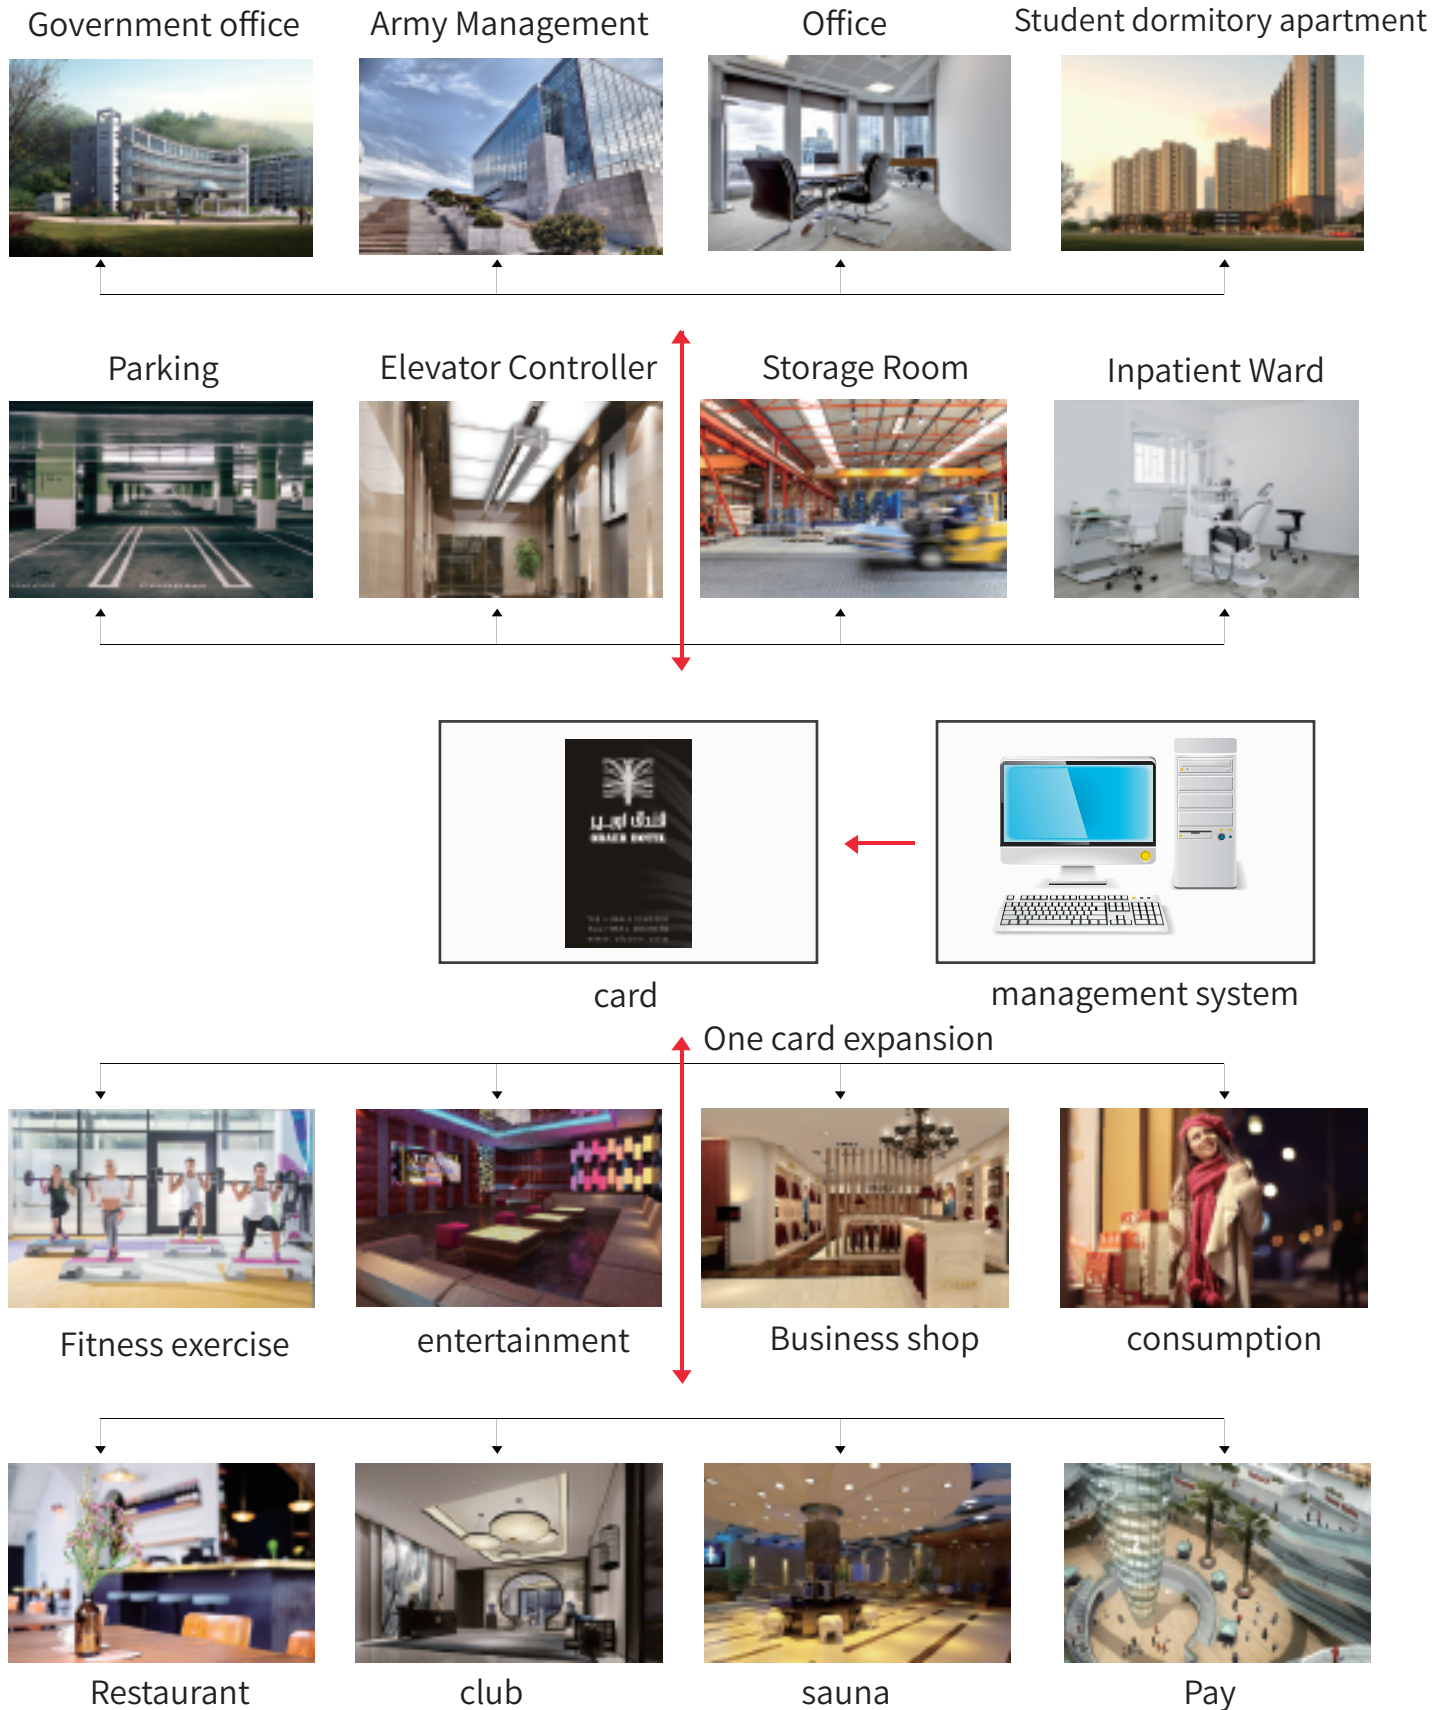 Government office
Army Management
Office
Student dormitory apartment
Parking
Elevator Controller
Storage Room
Inpatient Ward
HOTEL
card
management system
One card expansion
Fitness exercise
entertainment
Business shop
consumption
Restaurant
club
sauna
Pay